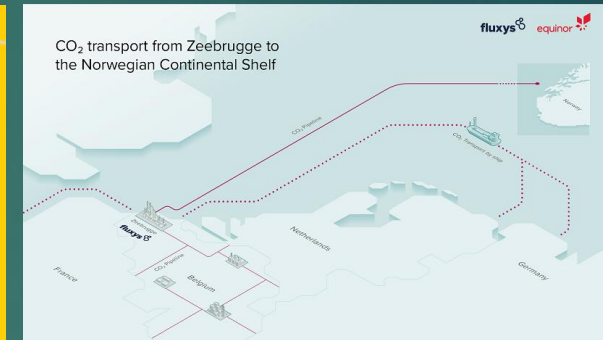 CO₂ transport from Zeebrugge to
the Norwegian Continental Shelf
fluxys
equinor
Norway
CO₂ Pipeline
CO₂ Transport by ship
Zeebrugge
fluxys
Netherlands
CO₂ Pipeline
Belgium
France
Germany